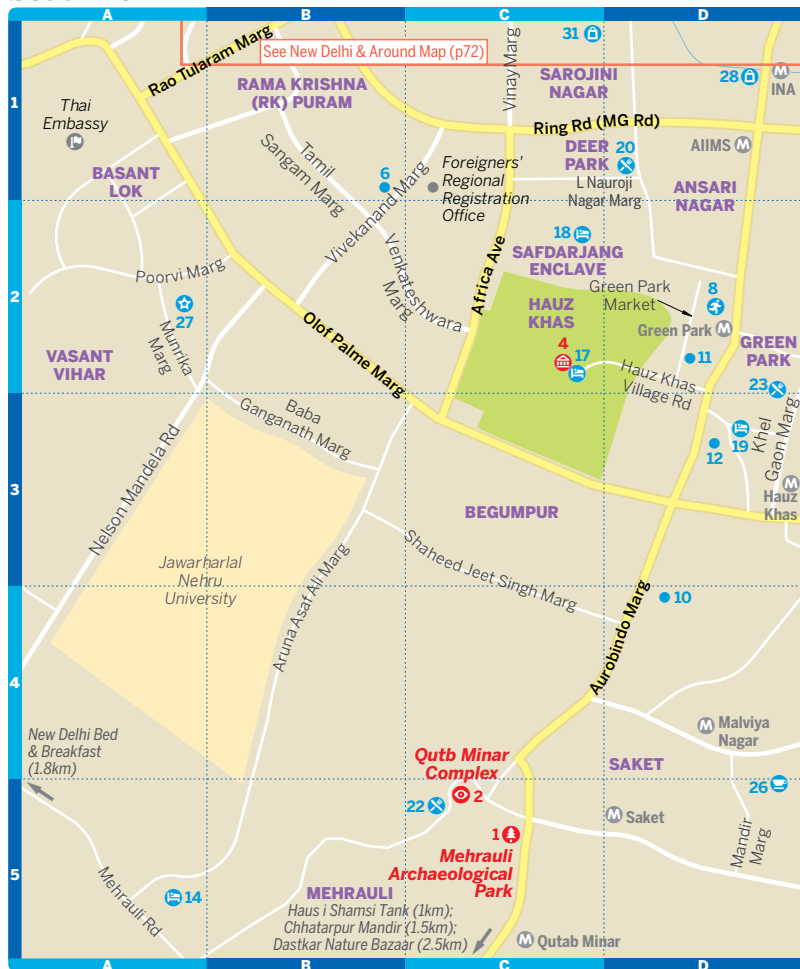 A
B
C
D
See New Delhi & Around Map (p72)
31
Rao Tularam Marg
RAMA KRISHNA
(RK) PURAM
Vinay Marg
SAROJINI
NAGAR
28
INA
1
Thai
Embassy
Ring Rd (MG Rd)
AIIMS
DEER
PARK
20
BASANT
LOK
Tamil
Sangam Marg
6
Foreigners'
Regional
Registration
Office
L Nauroji
Nagar Marg
ANSARI
NAGAR
Vivekanand Marg
18
SAFDARJANG
ENCLAVE
Venkateshwara
Marg
Africa Ave
Poorvi Marg
2
27
Munrika
Marg
Olof Palme Marg
HAUZ
KHAS
Green Park
Market
8
Green Park
4
17
11
GREEN
PARK
VASANT
VIHAR
Hauz Khas
Village Rd
23
Baba
Ganganath Marg
12
19
Khel
Gaon Marg
Nelson Mandela Rd
3
BEGUMPUR
Hauz
Khas
Jawarharlal
Nehru
University
Aruna Asaf Ali Marg
Shaheed Jeet Singh Marg
10
Aurobindo Marg
4
New Delhi Bed
& Breakfast
(1.8km)
Malviya
Nagar
Qutb Minar
Complex
SAKET
22
2
26
Saket
1
Mandir
Marg
Mehrauli
Archaeological
Park
5
Mehrauli Rd
14
MEHRAULI
Haus i Shamsi Tank (1km);
Chhatarpur Mandir (1.5km);
Dastkar Nature Bazaar (2.5km)
Qutab Minar
A
B
C
D